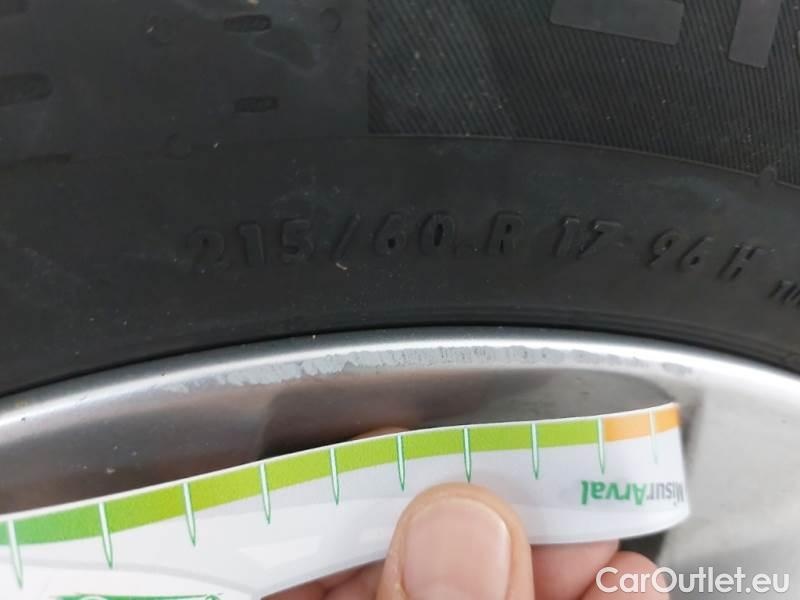 215/60 R 17 96 H
MisurArval
CarOutlet.eu